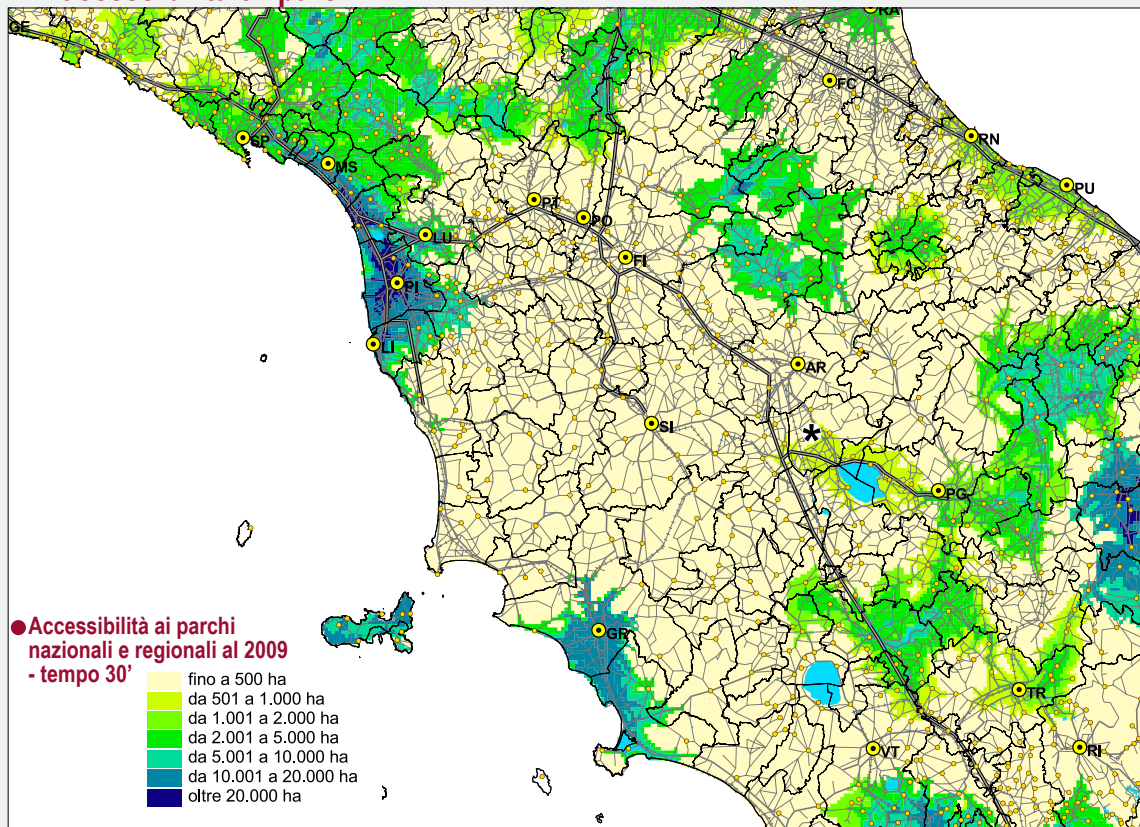 GE
RA
FC
SP
RN
MS
PU
PT
PO
LU
FI
PI
LI
AR
SI
*
PG
GR
TR
VT
RI
Accessibilità ai parchi
nazionali e regionali al 2009
- tempo 30'
fino a 500 ha
da 501 a 1.000 ha
da 1.001 a 2.000 ha
da 2.001 a 5.000 ha
da 5.001 a 10.000 ha
da 10.001 a 20.000 ha
oltre 20.000 ha